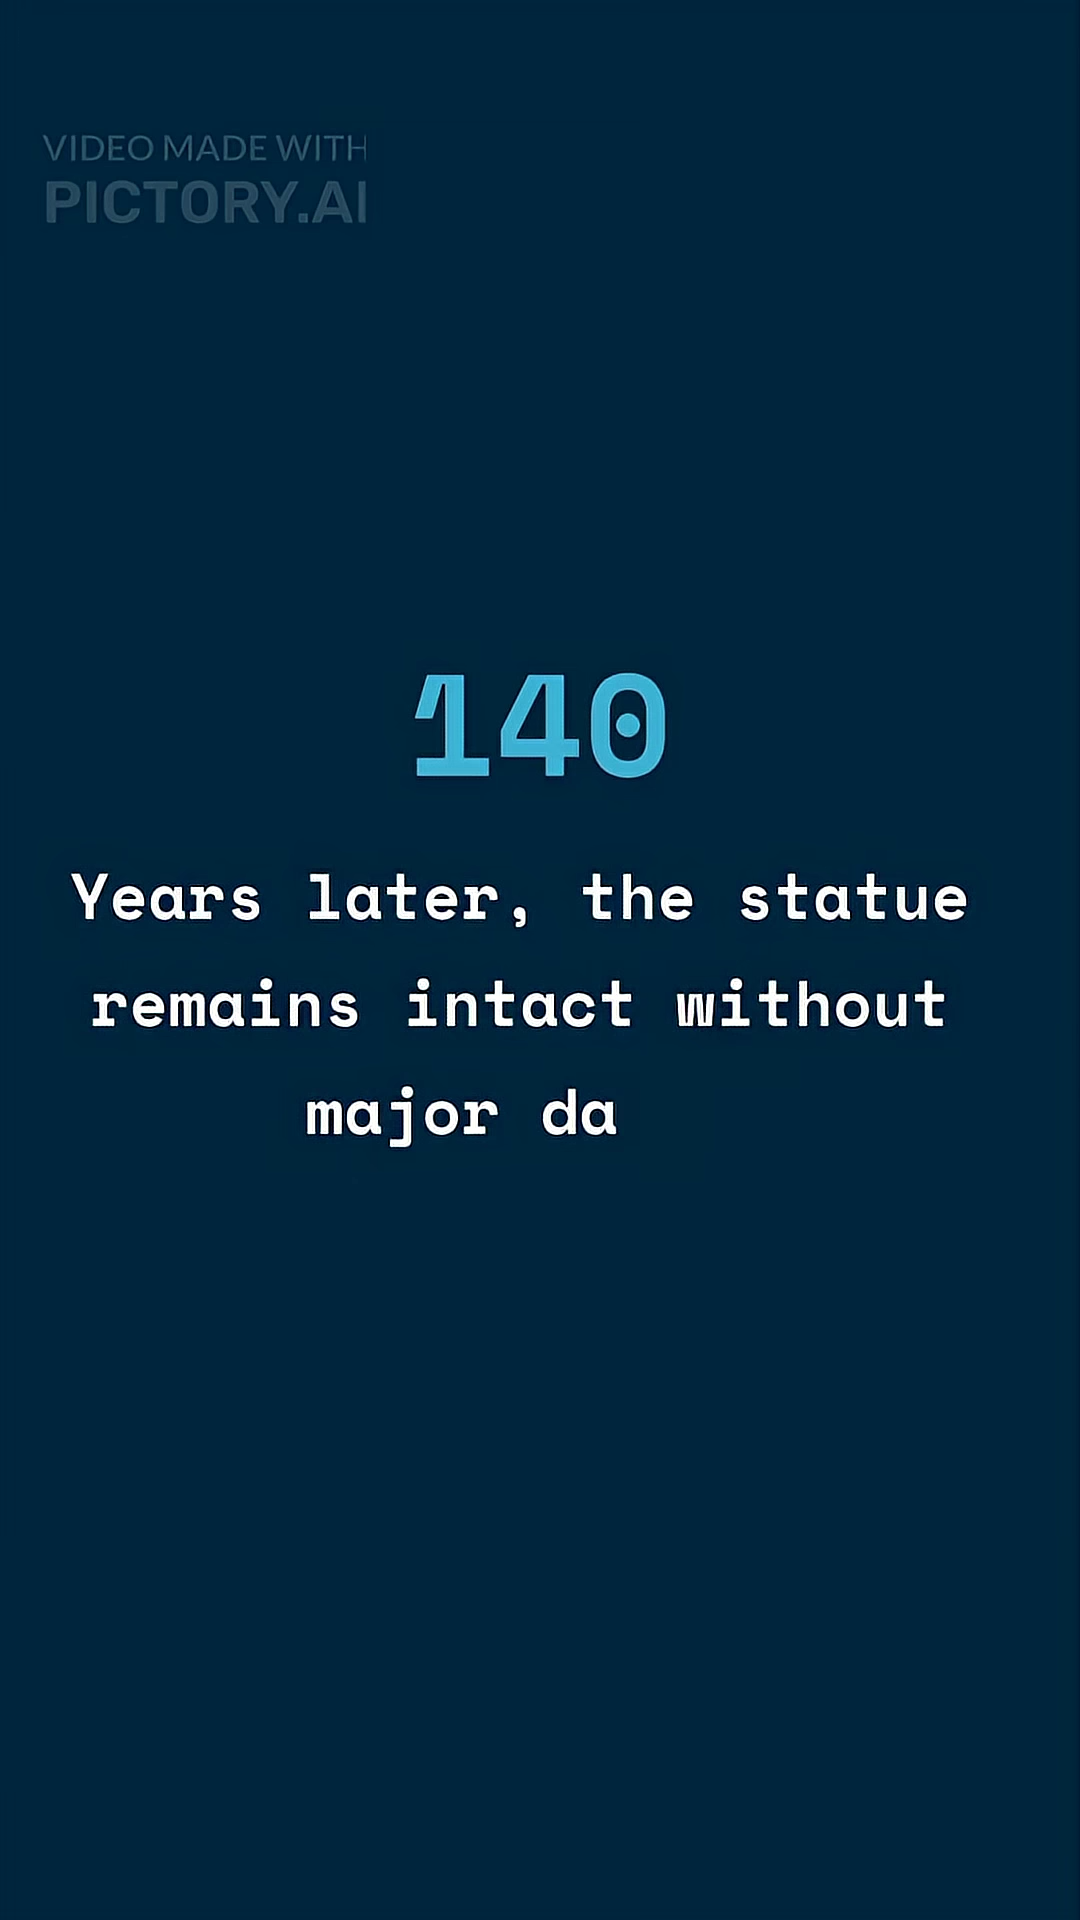 VIDEO MADE WITH
PICTORY.AI
140
Years later, the statue
remains intact without
major da